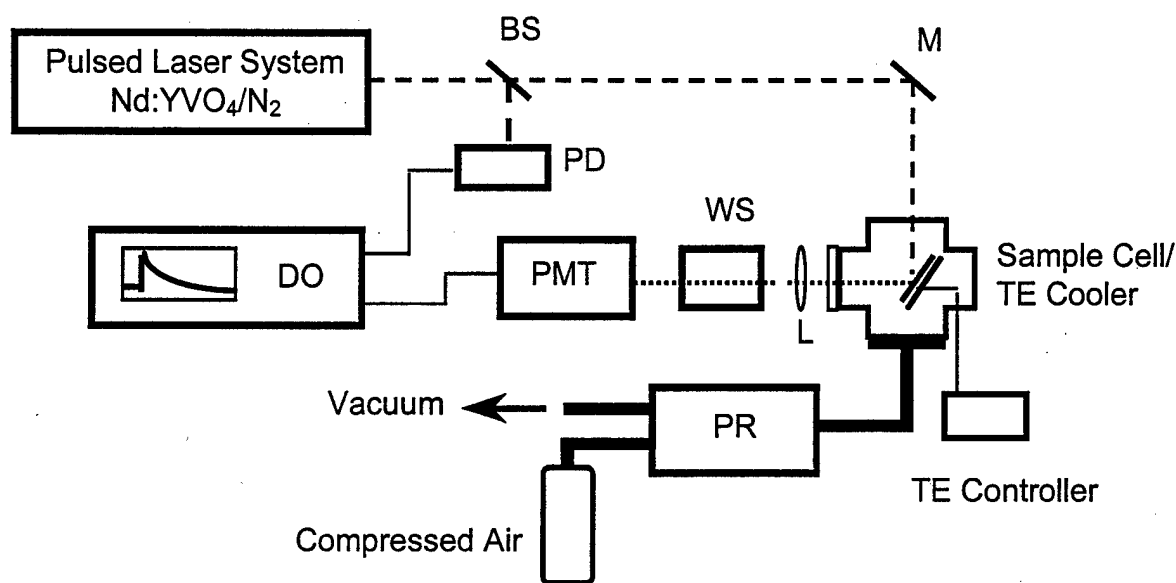 BS
M
Pulsed Laser System
Nd:YVO₄/N₂
PD
WS
DO
PMT
Sample Cell/
TE Cooler
L
Vacuum
PR
TE Controller
Compressed Air